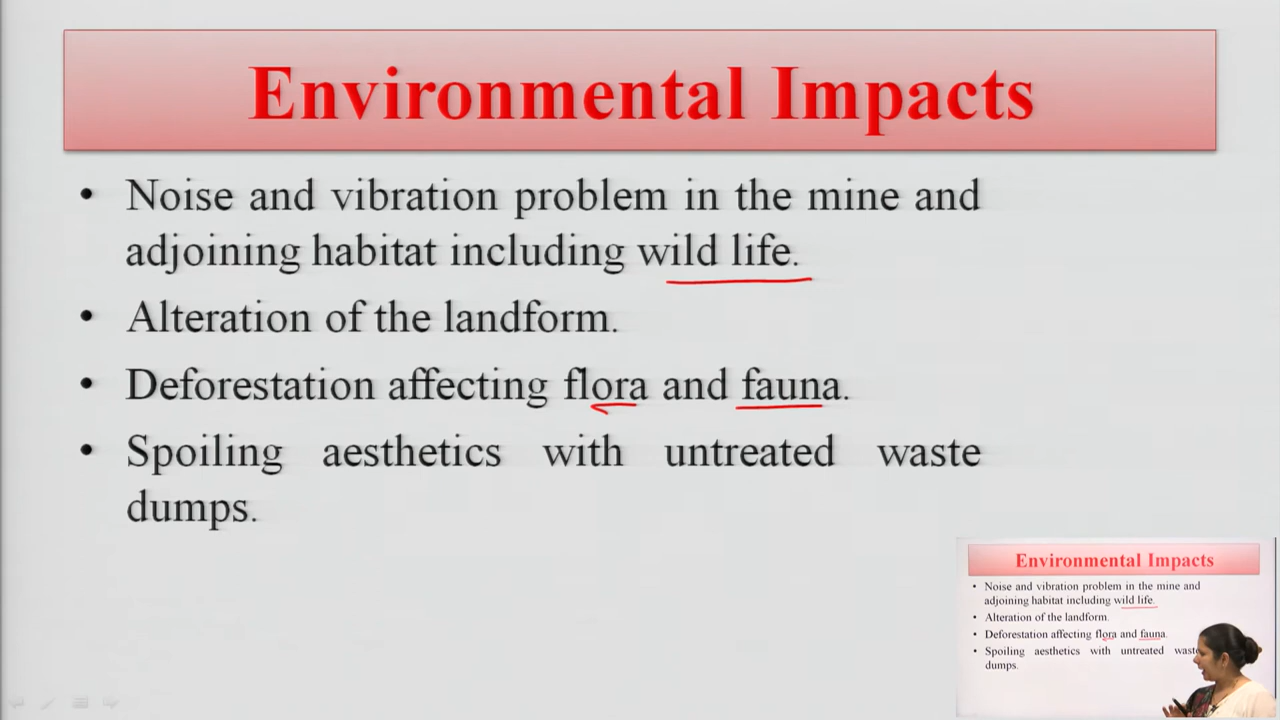 Environmental Impacts
• Noise and vibration problem in the mine and
adjoining habitat including wild life.
• Alteration of the landform.
• Deforestation affecting flora and fauna.
• Spoiling aesthetics with untreated waste
dumps.
Environmental Impacts
• Noise and vibration problem in the mine and
adjoining habitat including wild life.
• Alteration of the landform.
• Deforestation affecting flora and fauna.
• Spoiling aesthetics with untreated waste
dumps.